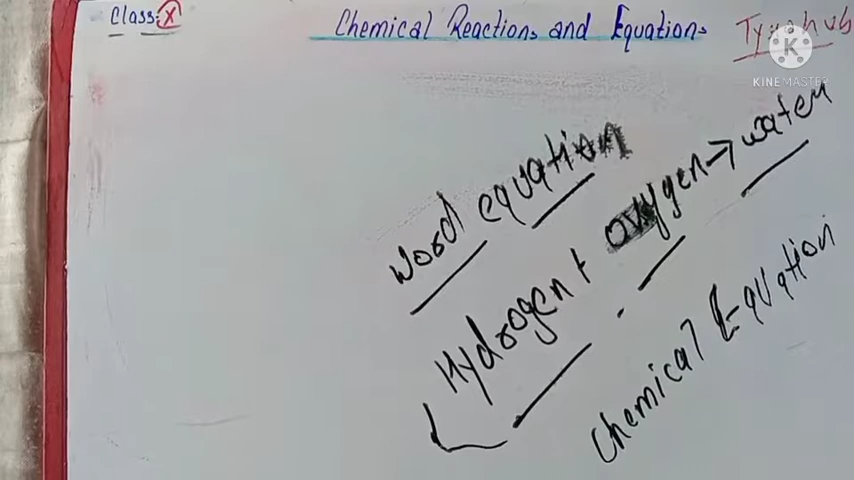 Class: X
Chemical Reactions and Equations
KINEMASTER
word equation
Hydrogen + oxygen → water
Chemical Equation